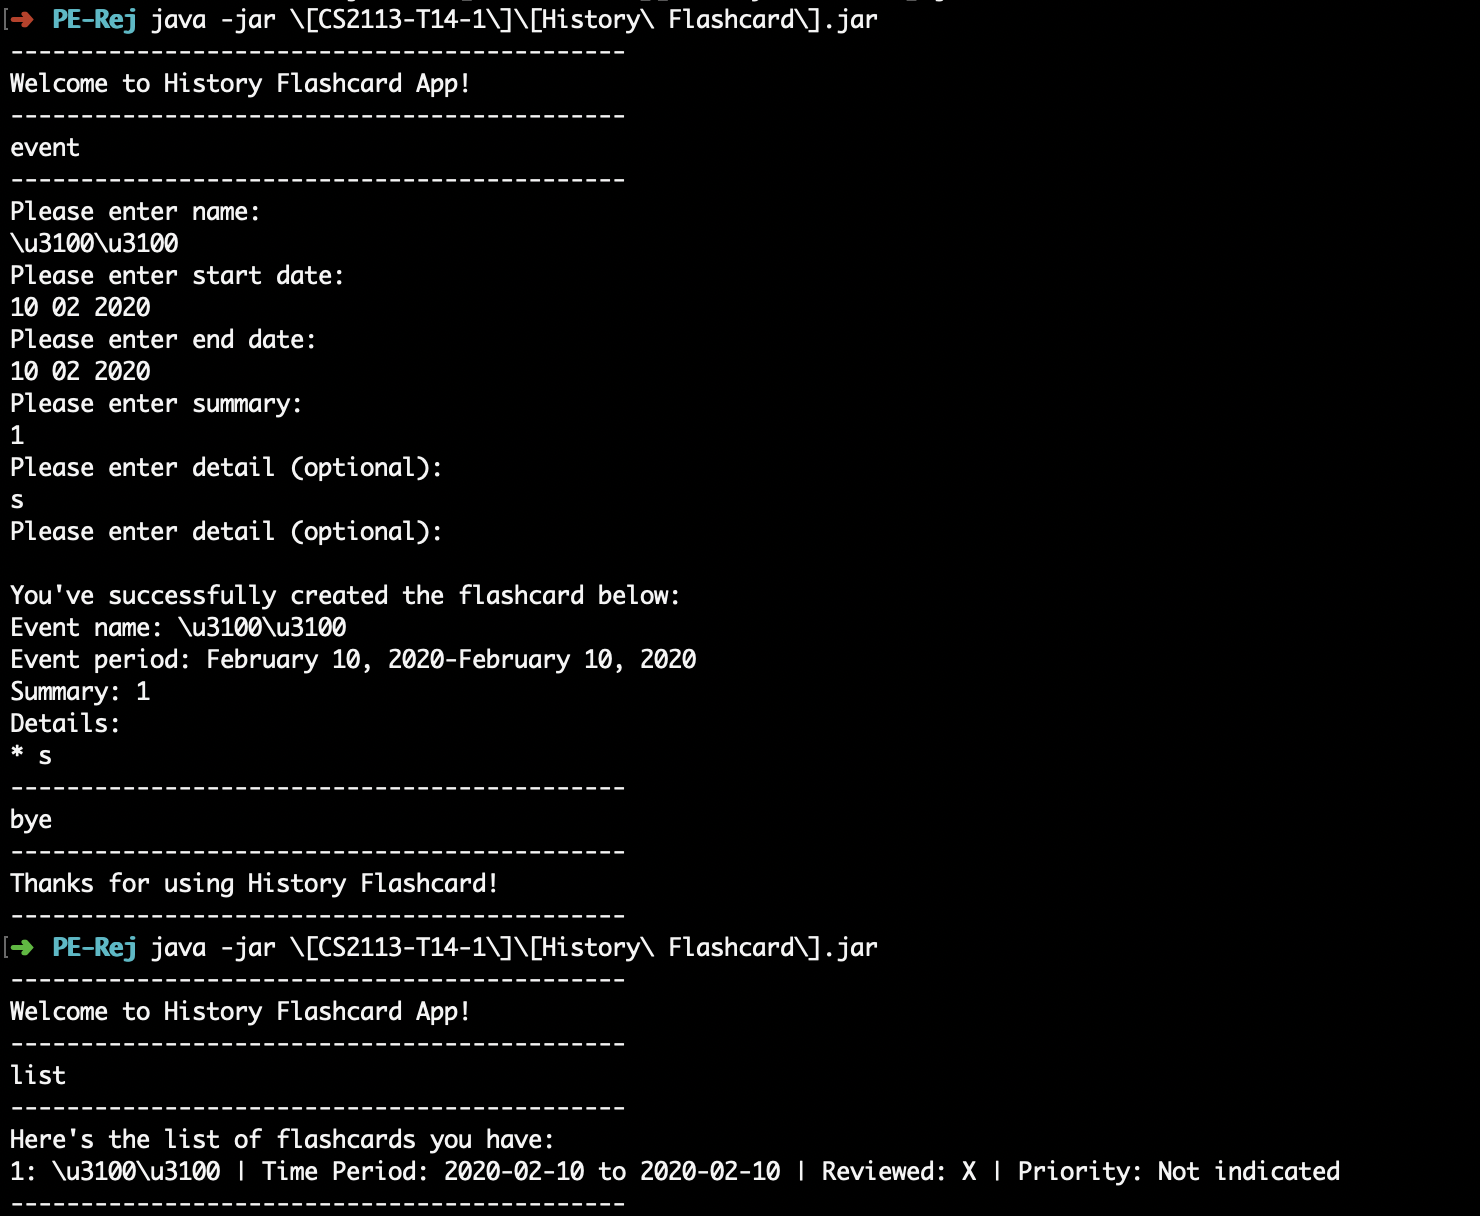 [➜ PE-Rej java -jar \[CS2113-T14-1\]\[History\ Flashcard\].jar
--------------------------------------------
Welcome to History Flashcard App!
--------------------------------------------
event
--------------------------------------------
Please enter name:
\u3100\u3100
Please enter start date:
10 02 2020
Please enter end date:
10 02 2020
Please enter summary:
1
Please enter detail (optional):
s
Please enter detail (optional):

You've successfully created the flashcard below:
Event name: \u3100\u3100
Event period: February 10, 2020-February 10, 2020
Summary: 1
Details:
* s
--------------------------------------------
bye
--------------------------------------------
Thanks for using History Flashcard!
--------------------------------------------
[➜ PE-Rej java -jar \[CS2113-T14-1\]\[History\ Flashcard\].jar
--------------------------------------------
Welcome to History Flashcard App!
--------------------------------------------
list
--------------------------------------------
Here's the list of flashcards you have:
1: \u3100\u3100 | Time Period: 2020-02-10 to 2020-02-10 | Reviewed: X | Priority: Not indicated
--------------------------------------------